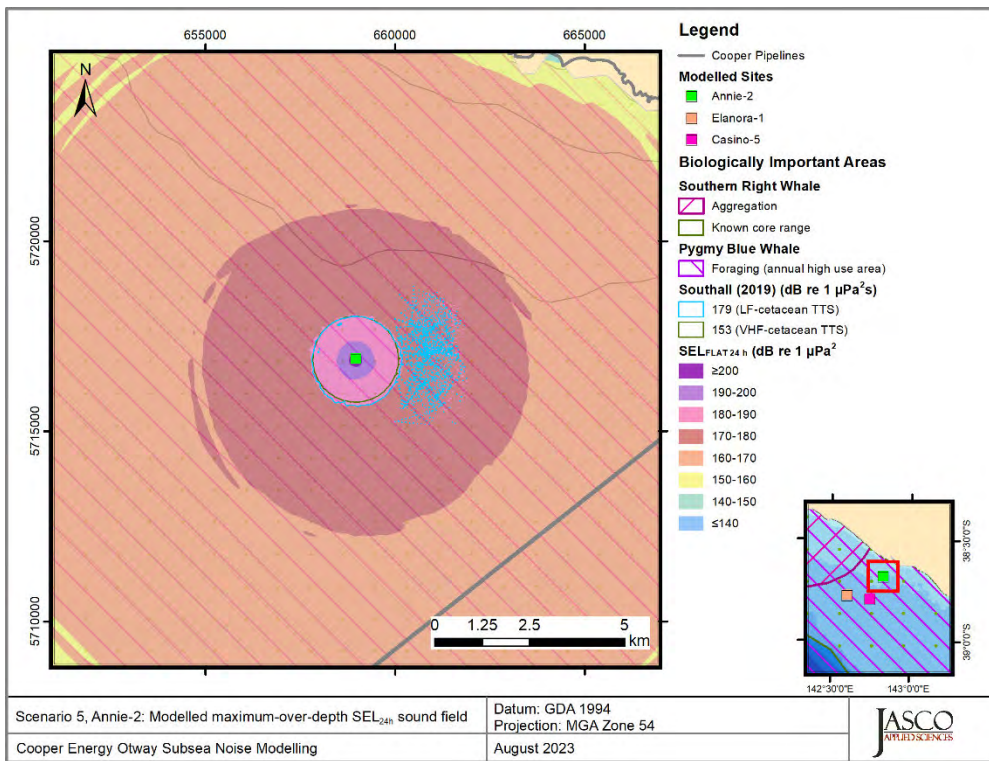 655000 660000 665000
N
5720000
5715000
5710000
0 1.25 2.5 5
km
Legend
Cooper Pipelines
Modelled Sites
Annie-2
Elanora-1
Casino-5
Biologically Important Areas
Southern Right Whale
Aggregation
Known core range
Pygmy Blue Whale
Foraging (annual high use area)
Southall (2019) (dB re 1 µPa²s)
179 (LF-cetacean TTS)
153 (VHF-cetacean TTS)
SELFLAT 24 h (dB re 1 µPa²
≥200
190-200
180-190
170-180
160-170
150-160
140-150
≤140
38°30'S
39°0'0"S
142°30'0"E 143°0'0"E
Scenario 5, Annie-2: Modelled maximum-over-depth SEL24h sound field
Datum: GDA 1994
Projection: MGA Zone 54
Cooper Energy Otway Subsea Noise Modelling
August 2023
JASCO
APPLIED SCIENCES